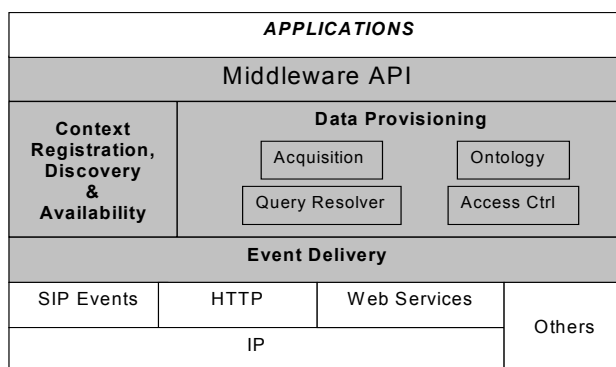 APPLICATIONS
Middleware API
Context
Registration,
Discovery
&
Availability
Data Provisioning
Acquisition
Ontology
Query Resolver
Access Ctrl
Event Delivery
SIP Events
HTTP
Web Services
Others
IP